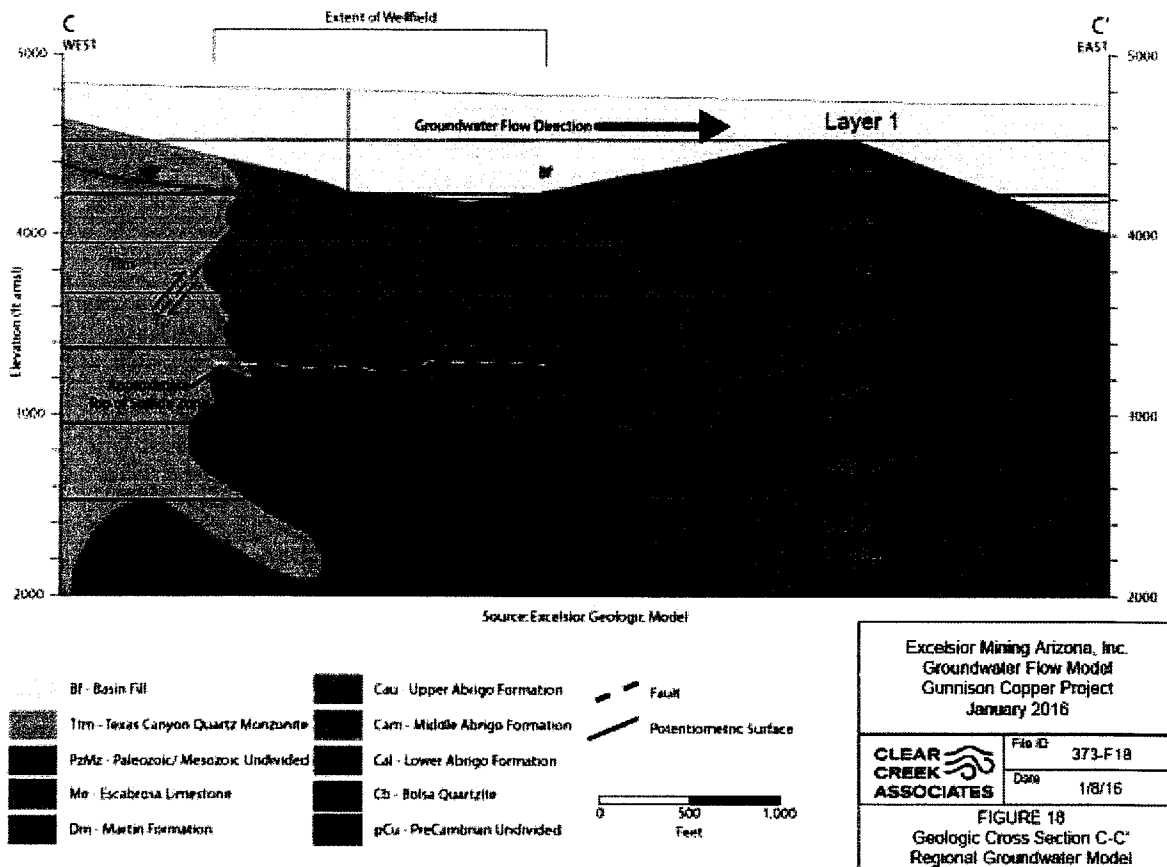 Extent of Wellfield
C
WEST
C'
EAST
5000
5000
Groundwater Flow Direction
Layer 1
Bf
4000
4000
Elevation (ft amsl)
3000
3000
2000
2000
Source: Excelsior Geologic Model
Bf - Basin Fill
Ttm - Texas Canyon Quartz Monzonite
PzMz - Paleozoic/ Mesozoic Undivided
Me - Escabrosa Limestone
Dm - Martin Formation
Cau - Upper Abrigo Formation
Cam - Middle Abrigo Formation
Cal - Lower Abrigo Formation
Cb - Bolsa Quartzite
pCu - PreCambrian Undivided
Fault
Potentiometric Surface
0 500 1,000
Feet
Excelsior Mining Arizona, Inc.
Groundwater Flow Model
Gunnison Copper Project
January 2016
CLEAR
CREEK
ASSOCIATES
File ID
373-F18
Date
1/8/16
FIGURE 18
Geologic Cross Section C-C'
Regional Groundwater Model